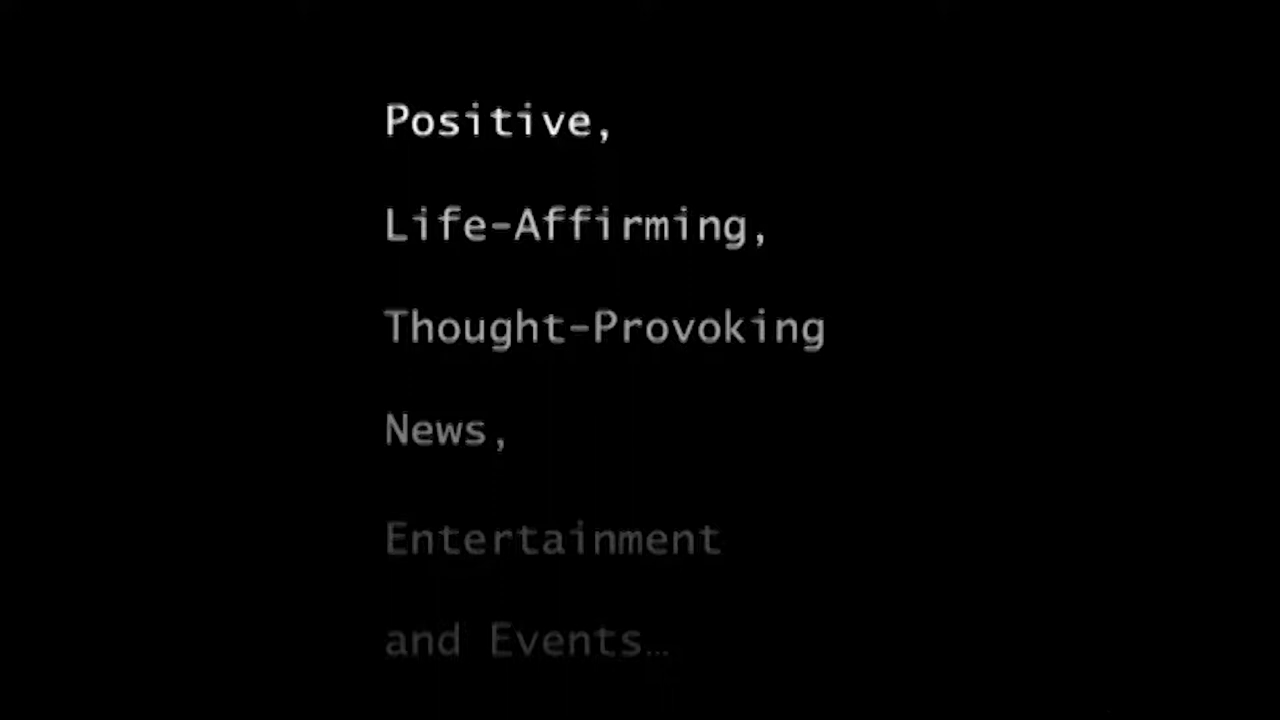 Positive,
Life-Affirming,
Thought-Provoking
News,
Entertainment
and Events…